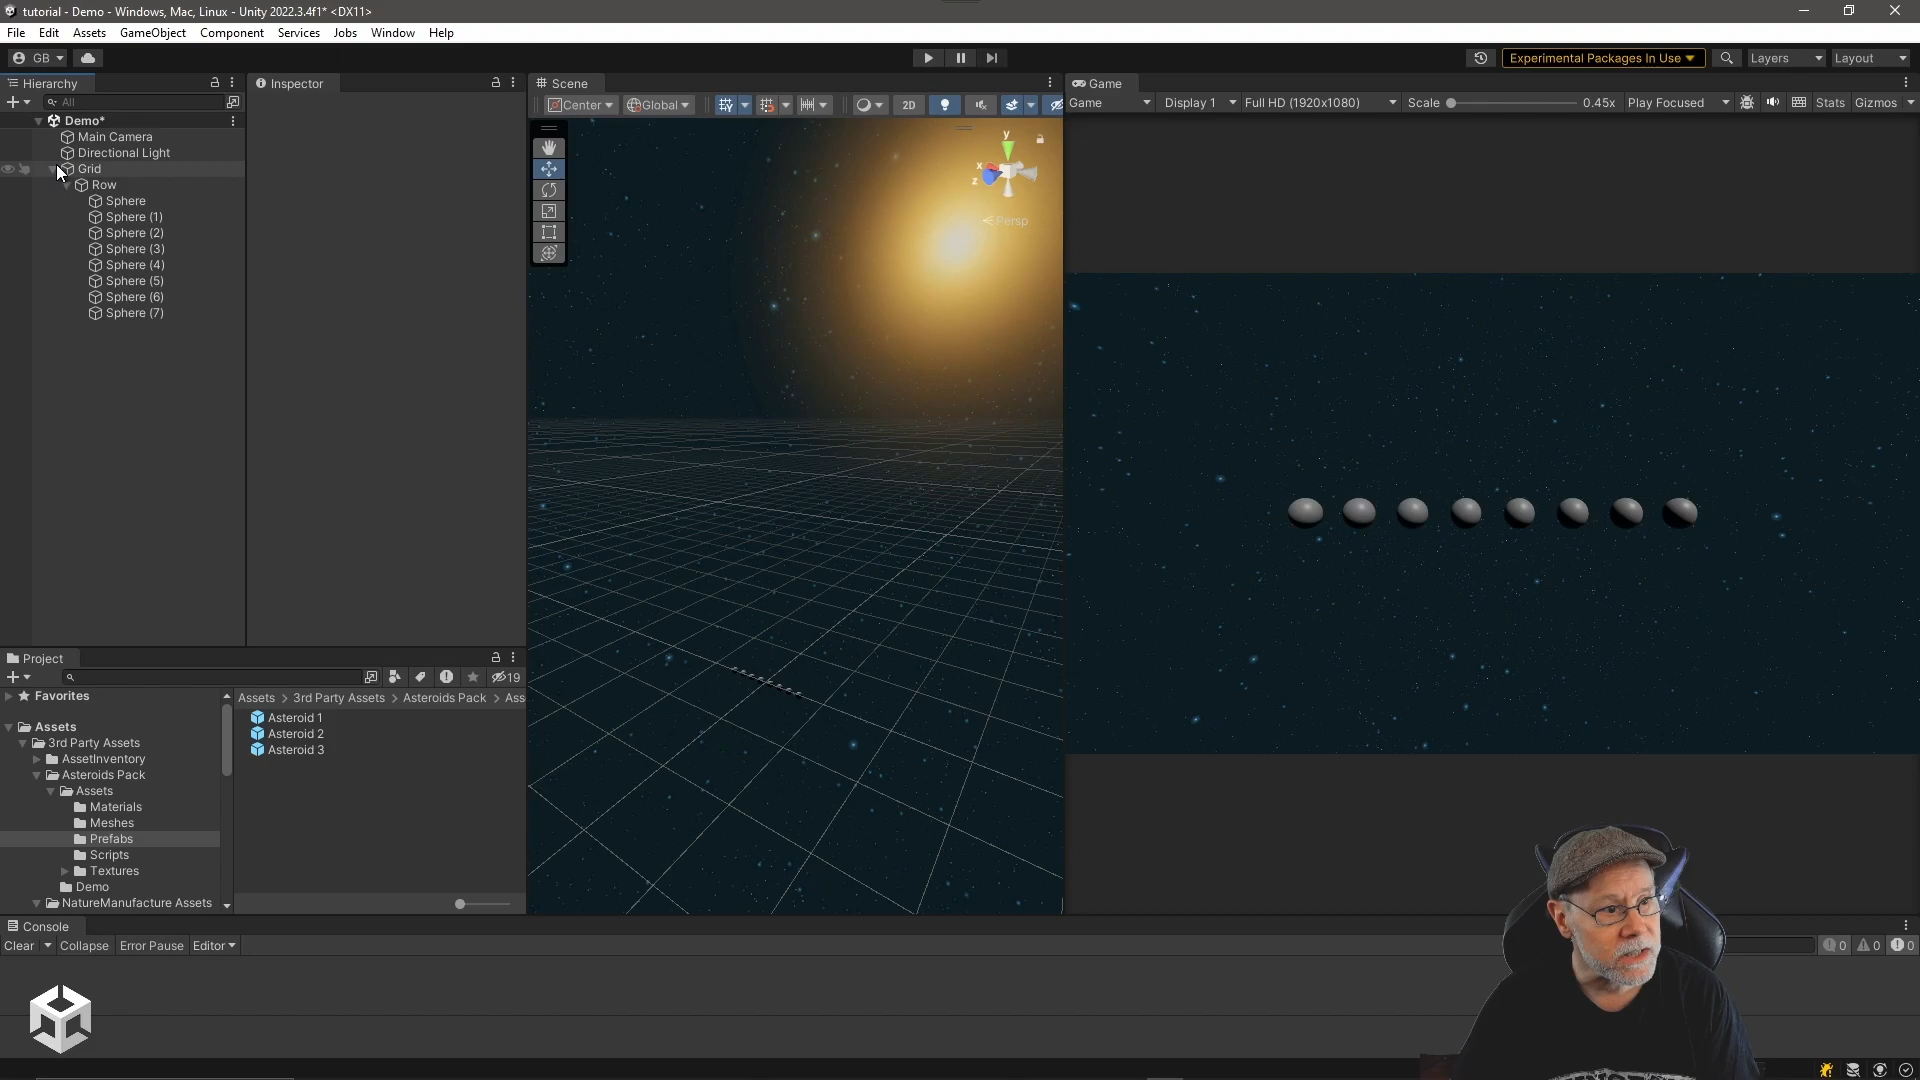 tutorial - Demo - Windows, Mac, Linux - Unity 2022.3.4f1* <DX11>
File Edit Assets GameObject Component Services Jobs Window Help
GB Experimental Packages In Use Layers Layout
Hierarchy
All
Demo*
Main Camera
Directional Light
Grid
Row
Sphere
Sphere (1)
Sphere (2)
Sphere (3)
Sphere (4)
Sphere (5)
Sphere (6)
Sphere (7)
Inspector
Scene
Center Global 2D
y
x
z
Persp
Game
Game Display 1 Full HD (1920x1080) Scale 0.45x Play Focused Stats Gizmos
Project
19
Favorites
Assets
3rd Party Assets
AssetInventory
Asteroids Pack
Assets
Materials
Meshes
Prefabs
Scripts
Textures
Demo
NatureManufacture Assets
Assets > 3rd Party Assets > Asteroids Pack > Ass
Asteroid 1
Asteroid 2
Asteroid 3
Console
Clear Collapse Error Pause Editor
0 0 0